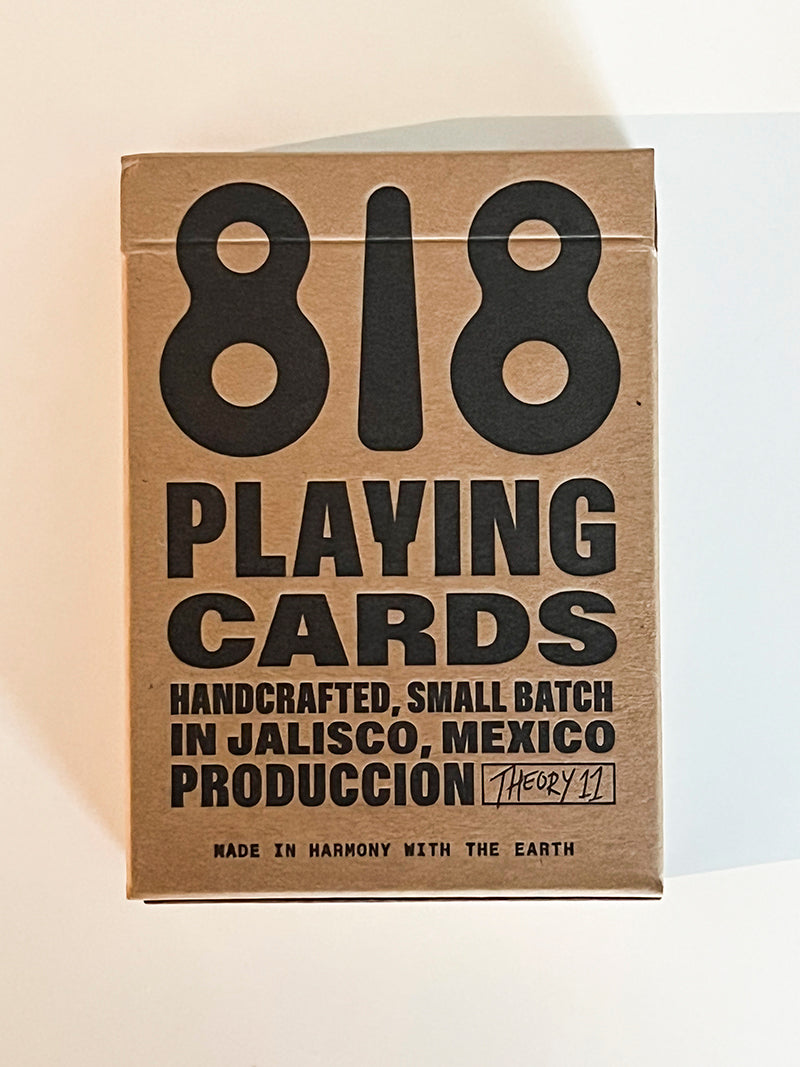 818
PLAYING
CARDS
HANDCRAFTED, SMALL BATCH
IN JALISCO, MEXICO
PRODUCCIÓN THEORY 11
MADE IN HARMONY WITH THE EARTH